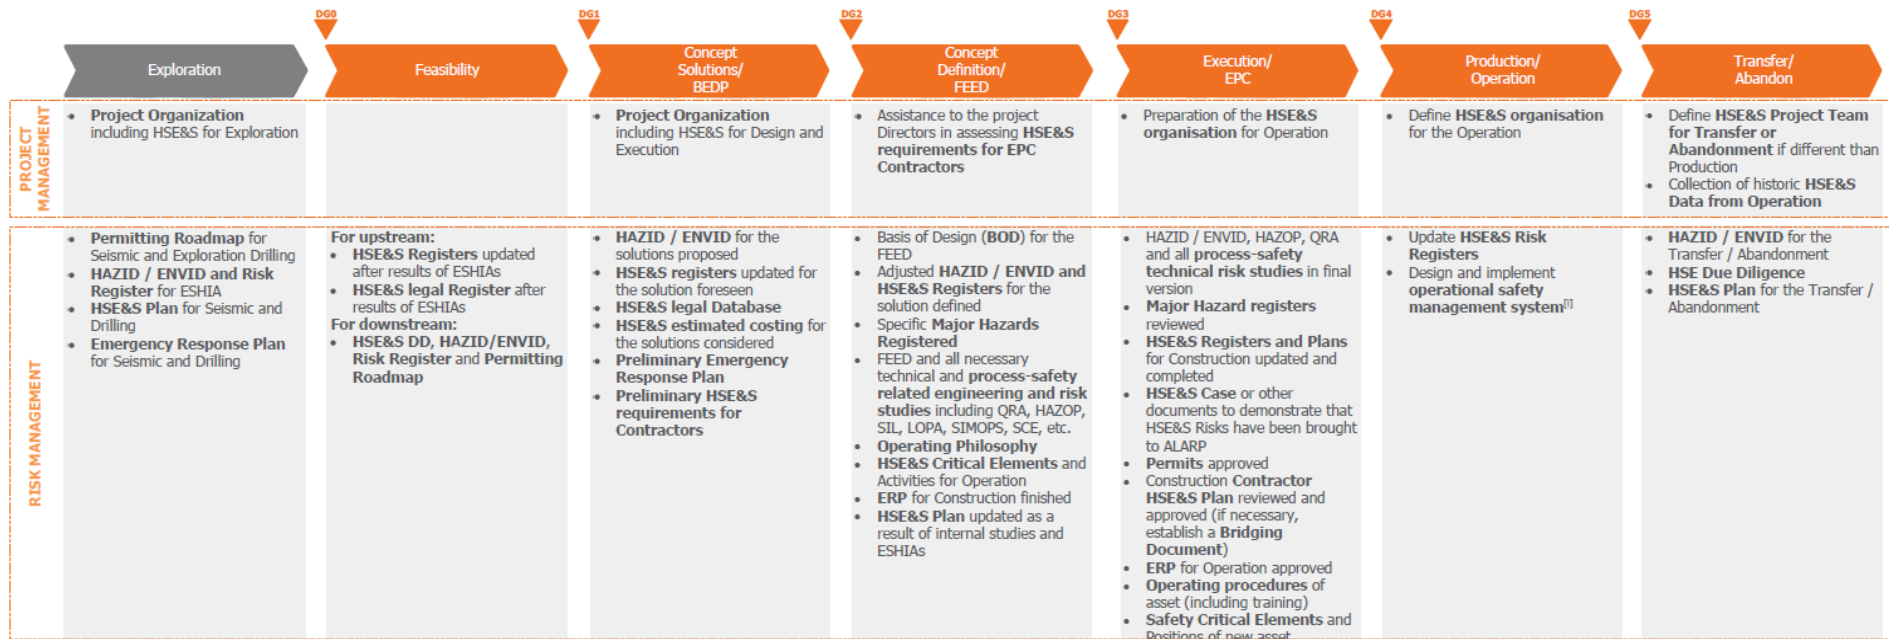 DG0
DG1
DG2
DG3
DG4
DG5
Exploration
Feasibility
Concept
Solutions/
BEDP
Concept
Definition/
FEED
Execution/
EPC
Production/
Operation
Transfer/
Abandon
PROJECT
MANAGEMENT
• Project Organization
including HSE&S for Exploration
• Project Organization
including HSE&S for Design and
Execution
• Assistance to the project
Directors in assessing HSE&S
requirements for EPC
Contractors
• Preparation of the HSE&S
organisation for Operation
• Define HSE&S organisation
for the Operation
• Define HSE&S Project Team
for Transfer or
Abandonment if different than
Production
• Collection of historic HSE&S
Data from Operation
RISK MANAGEMENT
• Permitting Roadmap for
Seismic and Exploration Drilling
• HAZID / ENVID and Risk
Register for ESHIA
• HSE&S Plan for Seismic and
Drilling
• Emergency Response Plan
for Seismic and Drilling
For upstream:
• HSE&S Registers updated
after results of ESHIAs
• HSE&S legal Register after
results of ESHIAs
For downstream:
• HSE&S DD, HAZID/ENVID,
Risk Register and Permitting
Roadmap
• HAZID / ENVID for the
solutions proposed
• HSE&S registers updated for
the solution foreseen
• HSE&S legal Database
• HSE&S estimated costing for
the solutions considered
• Preliminary Emergency
Response Plan
• Preliminary HSE&S
requirements for
Contractors
• Basis of Design (BOD) for the
FEED
• Adjusted HAZID / ENVID and
HSE&S Registers for the
solution defined
• Specific Major Hazards
Registered
• FEED and all necessary
technical and process-safety
related engineering and risk
studies including QRA, HAZOP,
SIL, LOPA, SIMOPS, SCE, etc.
• Operating Philosophy
• HSE&S Critical Elements and
Activities for Operation
• ERP for Construction finished
• HSE&S Plan updated as a
result of internal studies and
ESHIAs
• HAZID / ENVID, HAZOP, QRA
and all process-safety
technical risk studies in final
version
• Major Hazard registers
reviewed
• HSE&S Registers and Plans
for Construction updated and
completed
• HSE&S Case or other
documents to demonstrate that
HSE&S Risks have been brought
to ALARP
• Permits approved
• Construction Contractor
HSE&S Plan reviewed and
approved (if necessary,
establish a Bridging
Document)
• ERP for Operation approved
• Operating procedures of
asset (including training)
• Safety Critical Elements and
Positions of new asset
• Update HSE&S Risk
Registers
• Design and implement
operational safety
management system[i]
• HAZID / ENVID for the
Transfer / Abandonment
• HSE Due Diligence
• HSE&S Plan for the Transfer /
Abandonment